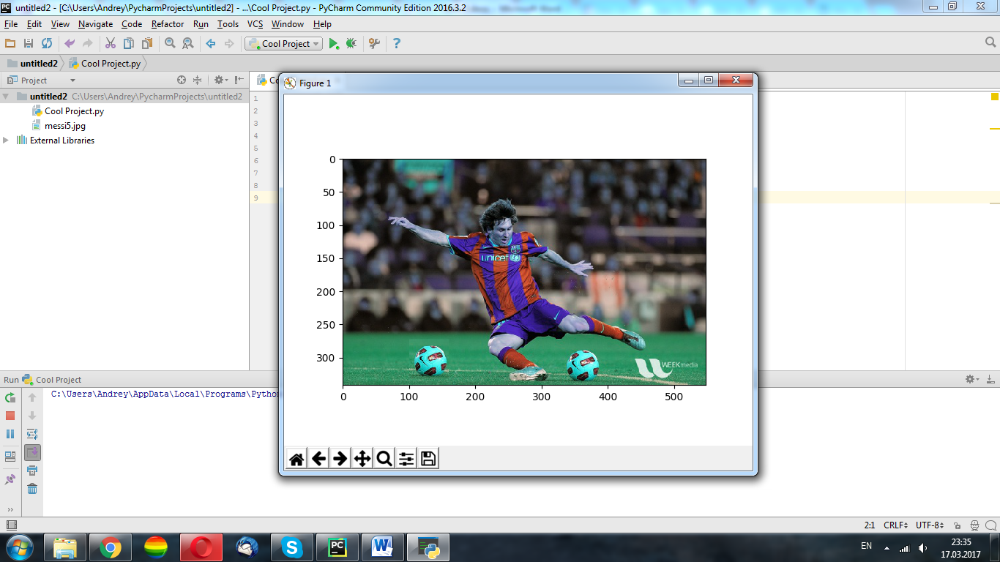 untitled2 - [C:\Users\Andrey\PycharmProjects\untitled2] - ...\Cool Project.py - PyCharm Community Edition 2016.3.2
File Edit View Navigate Code Refactor Run Tools VCS Window Help
Cool Project
untitled2 Cool Project.py
Project
Figure 1
untitled2 C:\Users\Andrey\PycharmProjects\untitled2
Cool Project.py
messi5.jpg
External Libraries
1
2
3
4
5
6
7
8
9
0
50
100
150
200
250
300
unicef
WEEKmedia
0 100 200 300 400 500
Run Cool Project
C:\Users\Andrey\AppData\Local\Programs\Python
2:1 CRLF UTF-8
EN
23:35
17.03.2017